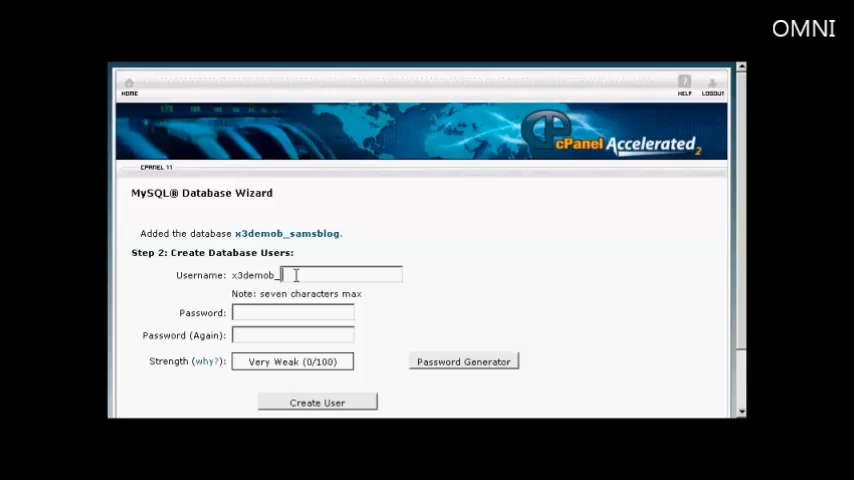 OMNI
HOME
HELP
LOGOUT
cPanel Accelerated2
CPANEL 11
MySQL® Database Wizard
Added the database x3demob_samsblog.
Step 2: Create Database Users:
Username: x3demob_
Note: seven characters max
Password:
Password (Again):
Strength (why?): Very Weak (0/100) Password Generator
Create User